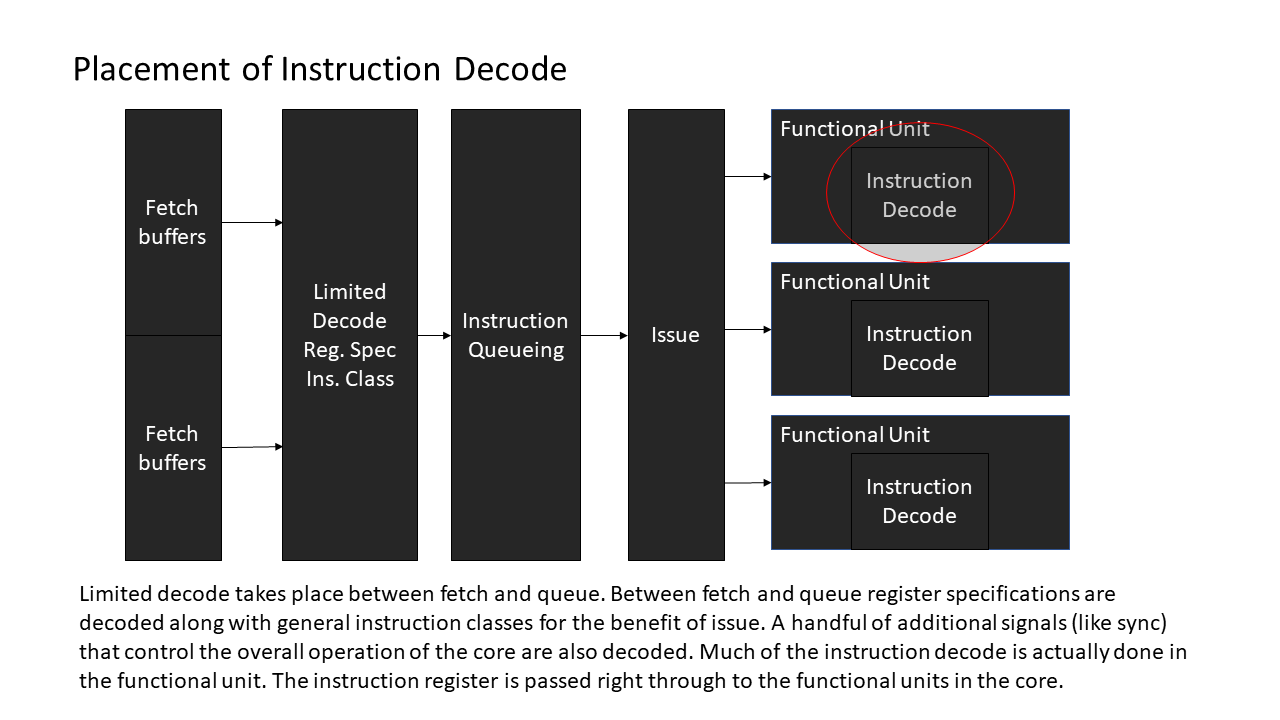 Placement of Instruction Decode
Fetch
buffers
Fetch
buffers
Limited
Decode
Reg. Spec
Ins. Class
Instruction
Queueing
Issue
Functional Unit
Instruction
Decode
Functional Unit
Instruction
Decode
Functional Unit
Instruction
Decode
Limited decode takes place between fetch and queue. Between fetch and queue register specifications are
decoded along with general instruction classes for the benefit of issue. A handful of additional signals (like sync)
that control the overall operation of the core are also decoded. Much of the instruction decode is actually done in
the functional unit. The instruction register is passed right through to the functional units in the core.